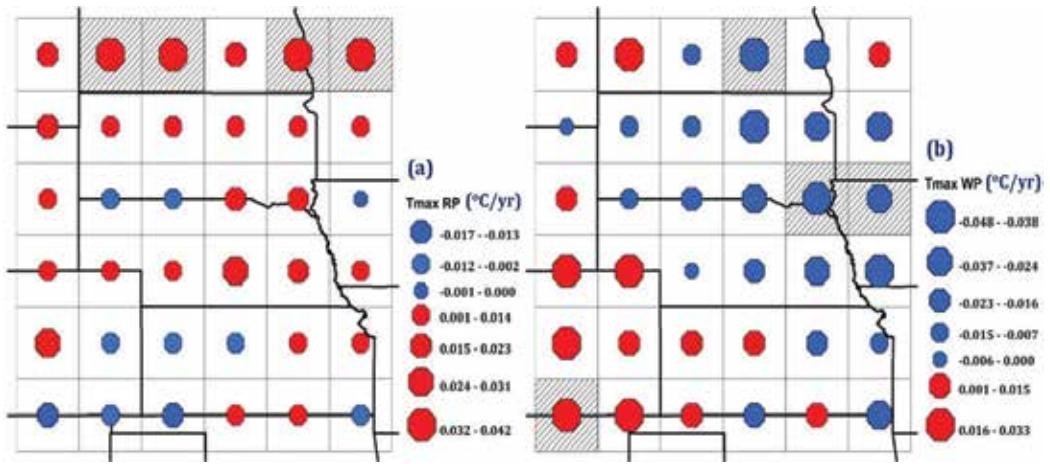 (a)
Tmax RP (°C/yr)
-0.017 - -0.013
-0.012 - -0.002
-0.001 - 0.000
0.001 - 0.014
0.015 - 0.023
0.024 - 0.031
0.032 - 0.042
(b)
Tmax WP (°C/yr)
-0.048 - -0.038
-0.037 - -0.024
-0.023 - -0.016
-0.015 - -0.007
-0.006 - 0.000
0.001 - 0.015
0.016 - 0.033